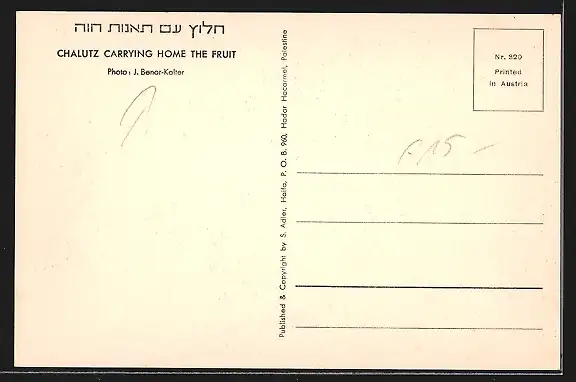 חלוץ עם תאנות חוה
CHALUTZ CARRYING HOME THE FRUIT
Photo: J. Benor-Kalter
Published & Copyright by S. Adler, Haifa, P. O. B. 960, Hadar Hacarmel, Palestine
Nr. 320
Printed
in Austria